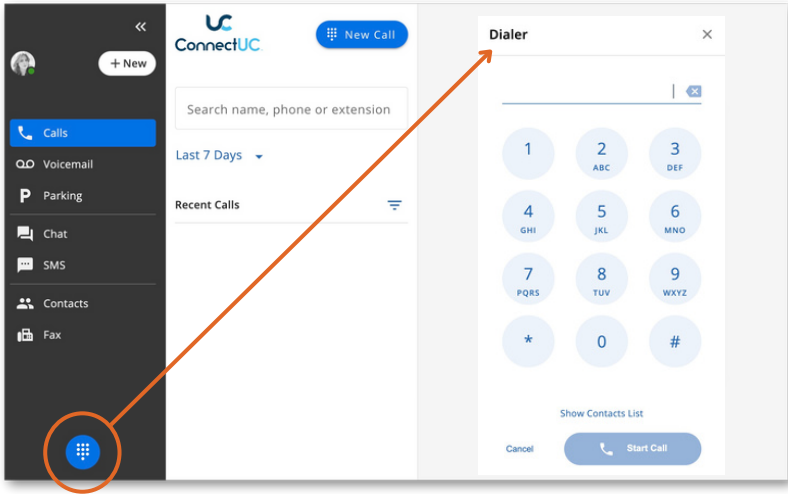 + New
Calls
Voicemail
P Parking
Chat
SMS
Contacts
Fax
UC
ConnectUC
New Call
Search name, phone or extension
Last 7 Days
Recent Calls
Dialer
1 2 3
ABC DEF
4 5 6
GHI JKL MNO
7 8 9
PQRS TUV WXYZ
* 0 #
Show Contacts List
Cancel Start Call